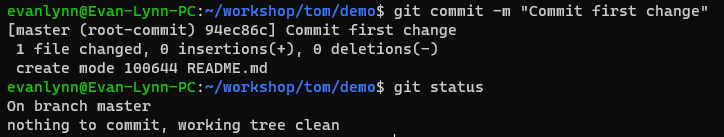 evanlynn@Evan-Lynn-PC:~/workshop/tom/demo$ git commit -m "Commit first change"
[master (root-commit) 94ec86c] Commit first change
 1 file changed, 0 insertions(+), 0 deletions(-)
 create mode 100644 README.md
evanlynn@Evan-Lynn-PC:~/workshop/tom/demo$ git status
On branch master
nothing to commit, working tree clean